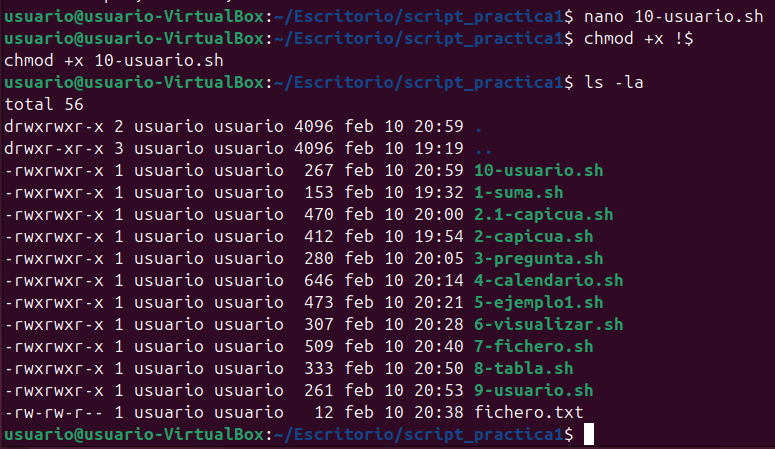 usuario@usuario-VirtualBox:~/Escritorio/script_practica1$ nano 10-usuario.sh
usuario@usuario-VirtualBox:~/Escritorio/script_practica1$ chmod +x !$
chmod +x 10-usuario.sh
usuario@usuario-VirtualBox:~/Escritorio/script_practica1$ ls -la
total 56
drwxrwxr-x 2 usuario usuario 4096 feb 10 20:59 .
drwxr-xr-x 3 usuario usuario 4096 feb 10 19:19 ..
-rwxrwxr-x 1 usuario usuario  267 feb 10 20:59 10-usuario.sh
-rwxrwxr-x 1 usuario usuario  153 feb 10 19:32 1-suma.sh
-rwxrwxr-x 1 usuario usuario  470 feb 10 20:00 2.1-capicua.sh
-rwxrwxr-x 1 usuario usuario  412 feb 10 19:54 2-capicua.sh
-rwxrwxr-x 1 usuario usuario  280 feb 10 20:05 3-pregunta.sh
-rwxrwxr-x 1 usuario usuario  646 feb 10 20:14 4-calendario.sh
-rwxrwxr-x 1 usuario usuario  473 feb 10 20:21 5-ejemplo1.sh
-rwxrwxr-x 1 usuario usuario  307 feb 10 20:28 6-visualizar.sh
-rwxrwxr-x 1 usuario usuario  509 feb 10 20:40 7-fichero.sh
-rwxrwxr-x 1 usuario usuario  333 feb 10 20:50 8-tabla.sh
-rwxrwxr-x 1 usuario usuario  261 feb 10 20:53 9-usuario.sh
-rw-rw-r-- 1 usuario usuario   12 feb 10 20:38 fichero.txt
usuario@usuario-VirtualBox:~/Escritorio/script_practica1$